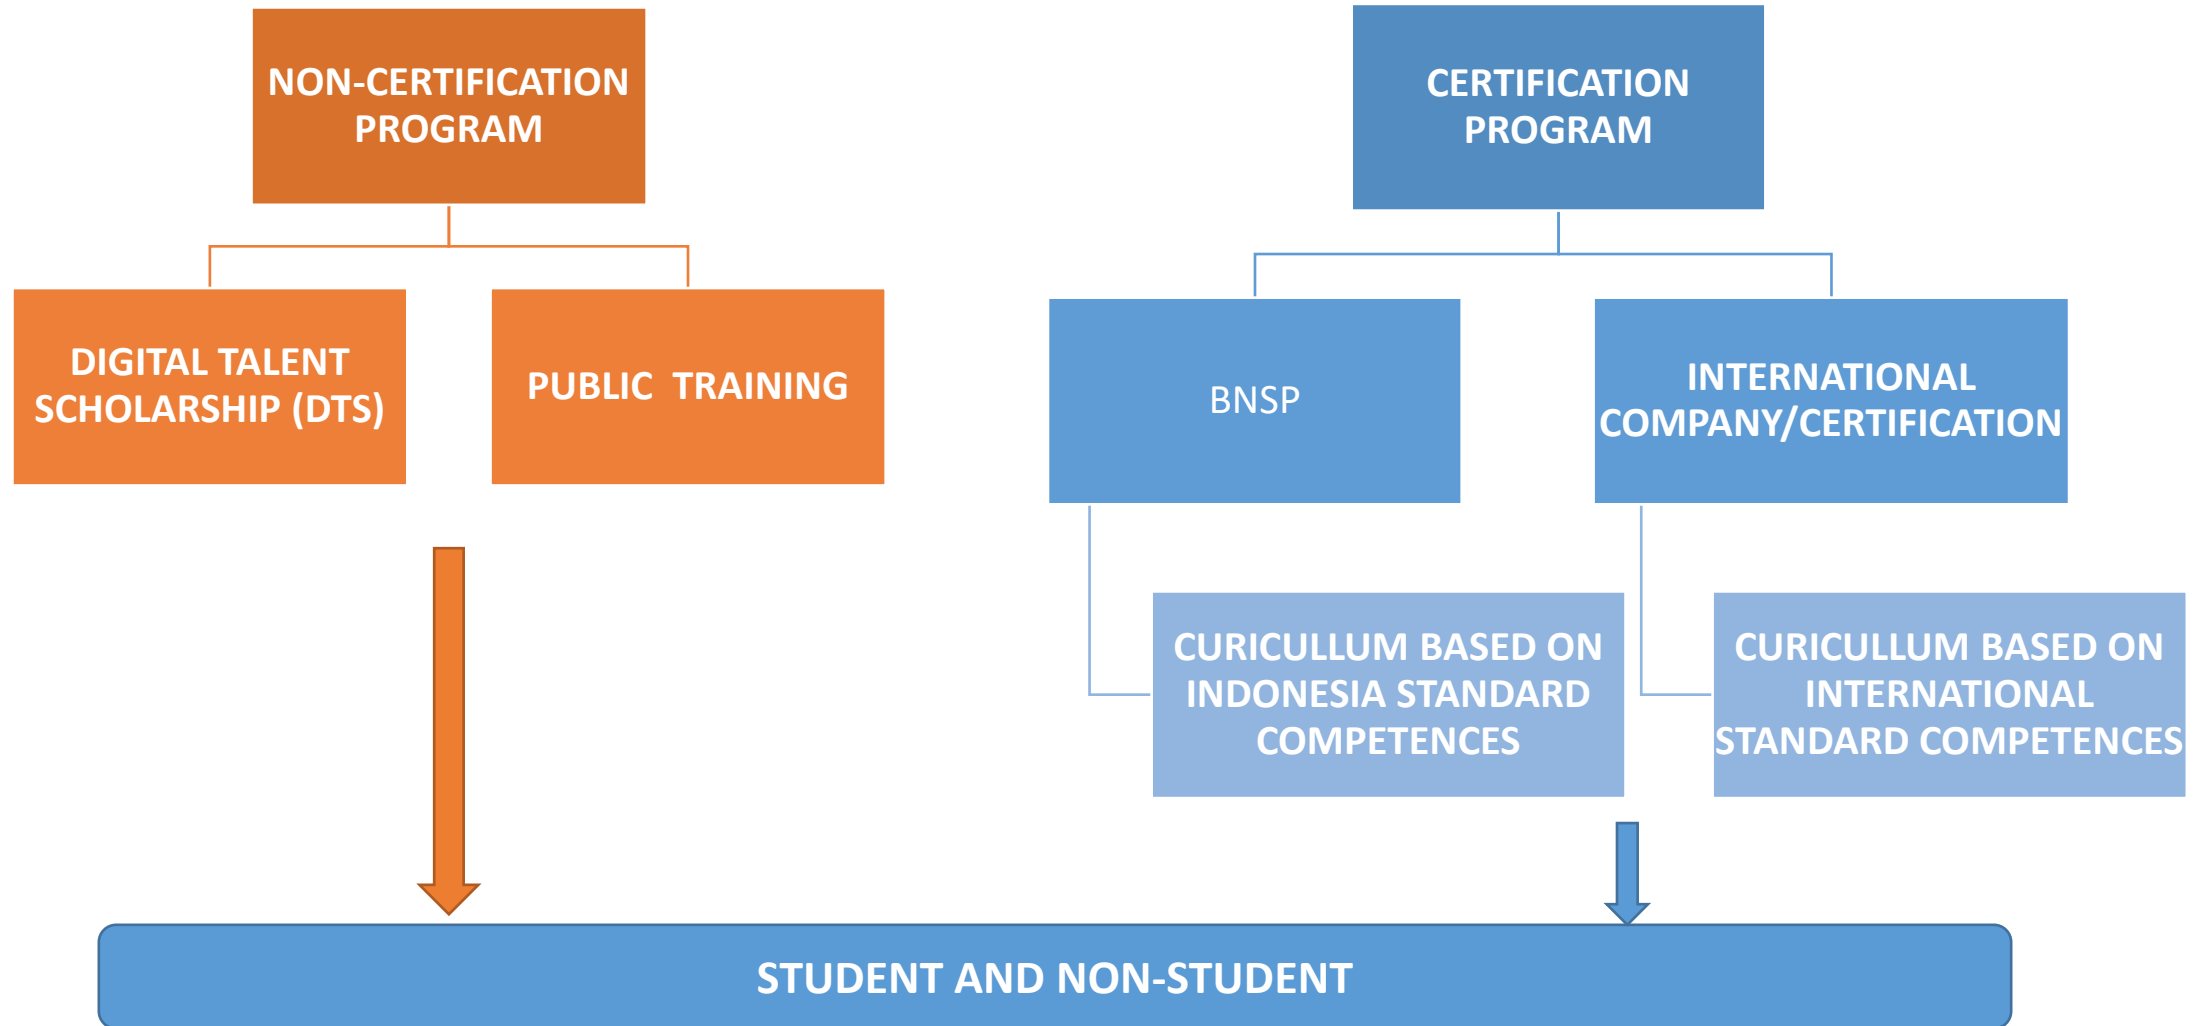 NON-CERTIFICATION
PROGRAM
DIGITAL TALENT
SCHOLARSHIP (DTS)
PUBLIC  TRAINING
CERTIFICATION
PROGRAM
BNSP
INTERNATIONAL
COMPANY/CERTIFICATION
CURICULLUM BASED ON
INDONESIA STANDARD
COMPETENCES
CURICULLUM BASED ON
INTERNATIONAL
STANDARD COMPETENCES
STUDENT AND NON-STUDENT